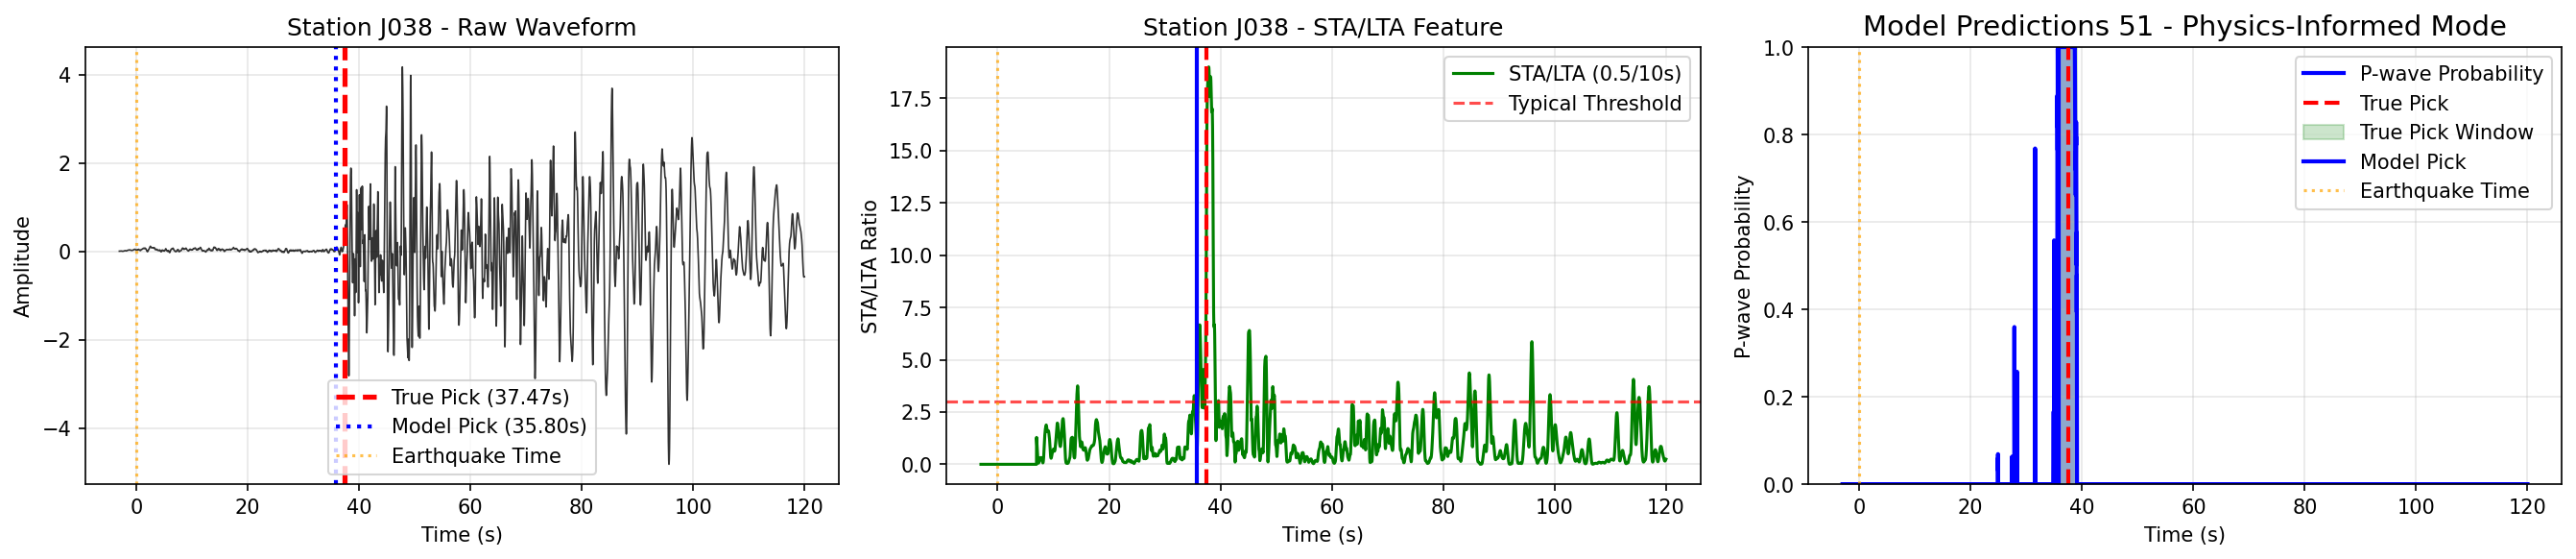 Station J038 - Raw Waveform
Amplitude
4
2
0
−2
−4
True Pick (37.47s)
Model Pick (35.80s)
Earthquake Time
0 20 40 60 80 100 120
Time (s)
Station J038 - STA/LTA Feature
STA/LTA Ratio
17.5
15.0
12.5
10.0
7.5
5.0
2.5
0.0
STA/LTA (0.5/10s)
Typical Threshold
0 20 40 60 80 100 120
Time (s)
Model Predictions 51 - Physics-Informed Mode
P-wave Probability
1.0
0.8
0.6
0.4
0.2
0.0
P-wave Probability
True Pick
True Pick Window
Model Pick
Earthquake Time
0 20 40 60 80 100 120
Time (s)